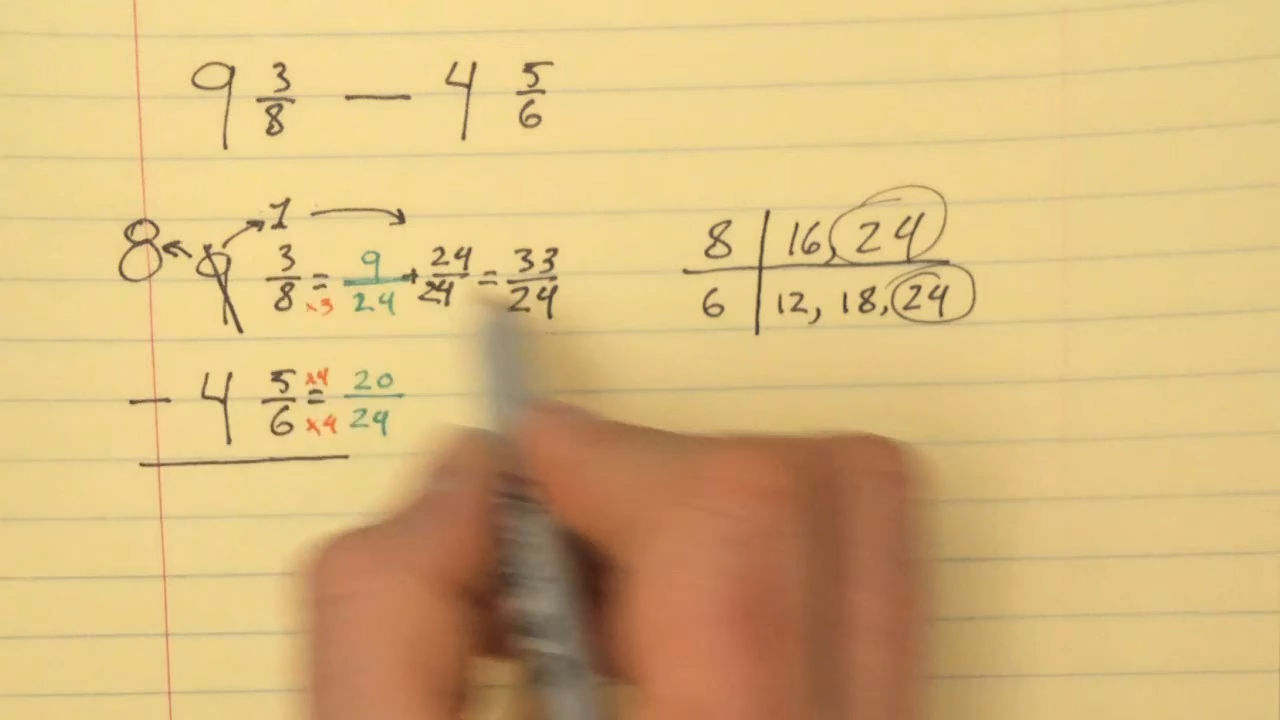 9 3/8 — 4 5/6
1
8 9 3/8 = 9/24 + 24/24 = 33/24
×3
- 4 5/6 = 20/24
×4
×4
8 | 16, 24
6 | 12, 18, 24